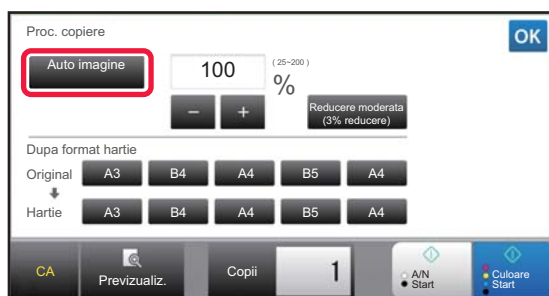 Proc. copiere
OK
Auto imagine
100
( 25~200 )
%
−
+
Reducere moderata
(3% reducere)
Dupa format hartie
Original
A3
B4
A4
B5
A4
Hartie
A3
B4
A4
B5
A4
CA
Previzualiz.
Copii
1
A/N
Start
Culoare
Start